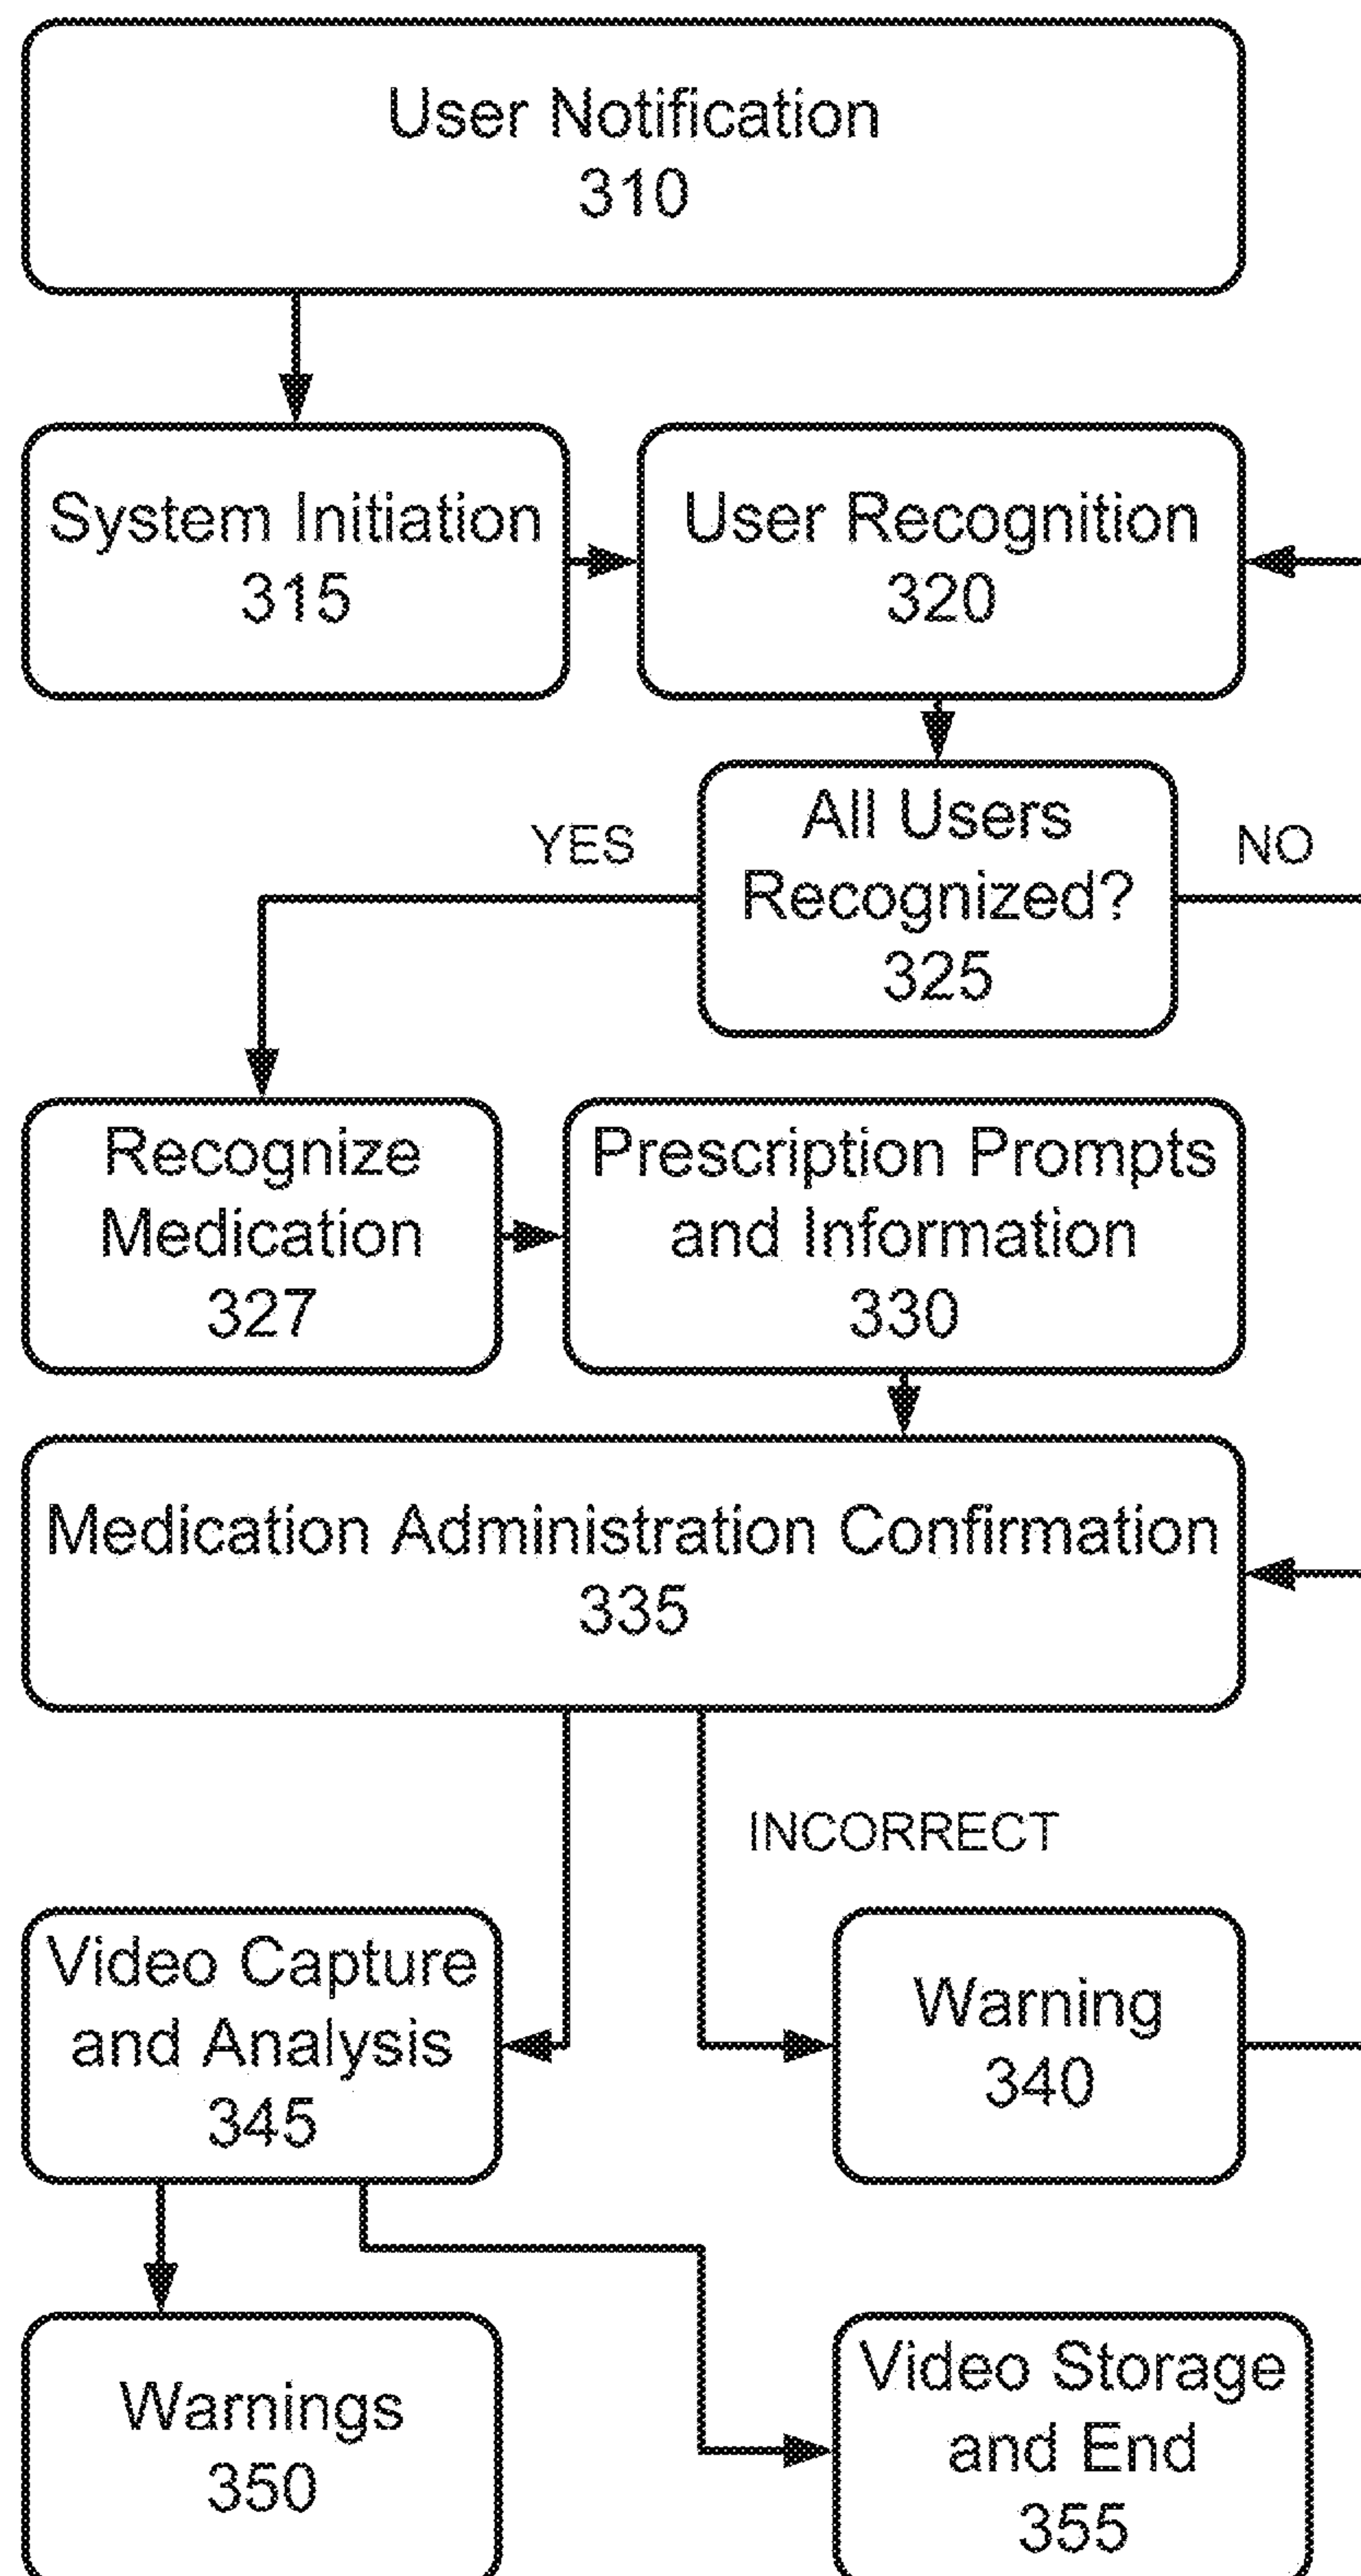 User Notification
310
System Initiation
315
User Recognition
320
All Users
Recognized?
325
YES
NO
Recognize
Medication
327
Prescription Prompts
and Information
330
Medication Administration Confirmation
335
INCORRECT
Video Capture
and Analysis
345
Warning
340
Warnings
350
Video Storage
and End
355